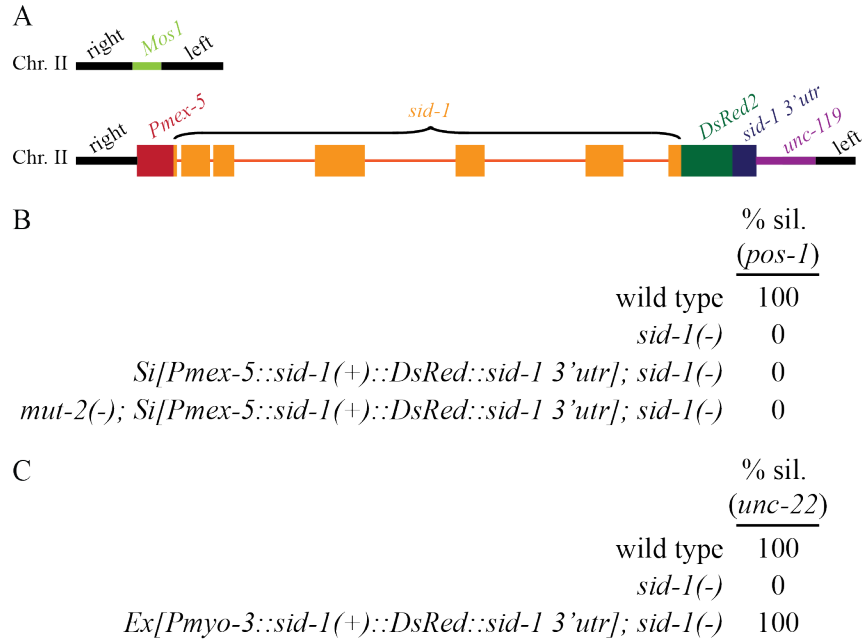 A
right Mos1 left
Chr. II
right Pmex-5 sid-1 DsRed2 sid-1 3’utr unc-119 left
Chr. II
B
% sil.
(pos-1)
wild type 100
sid-1(-) 0
Si[Pmex-5::sid-1(+)::DsRed::sid-1 3’utr]; sid-1(-) 0
mut-2(-); Si[Pmex-5::sid-1(+)::DsRed::sid-1 3’utr]; sid-1(-) 0
C
% sil.
(unc-22)
wild type 100
sid-1(-) 0
Ex[Pmyo-3::sid-1(+)::DsRed::sid-1 3’utr]; sid-1(-) 100